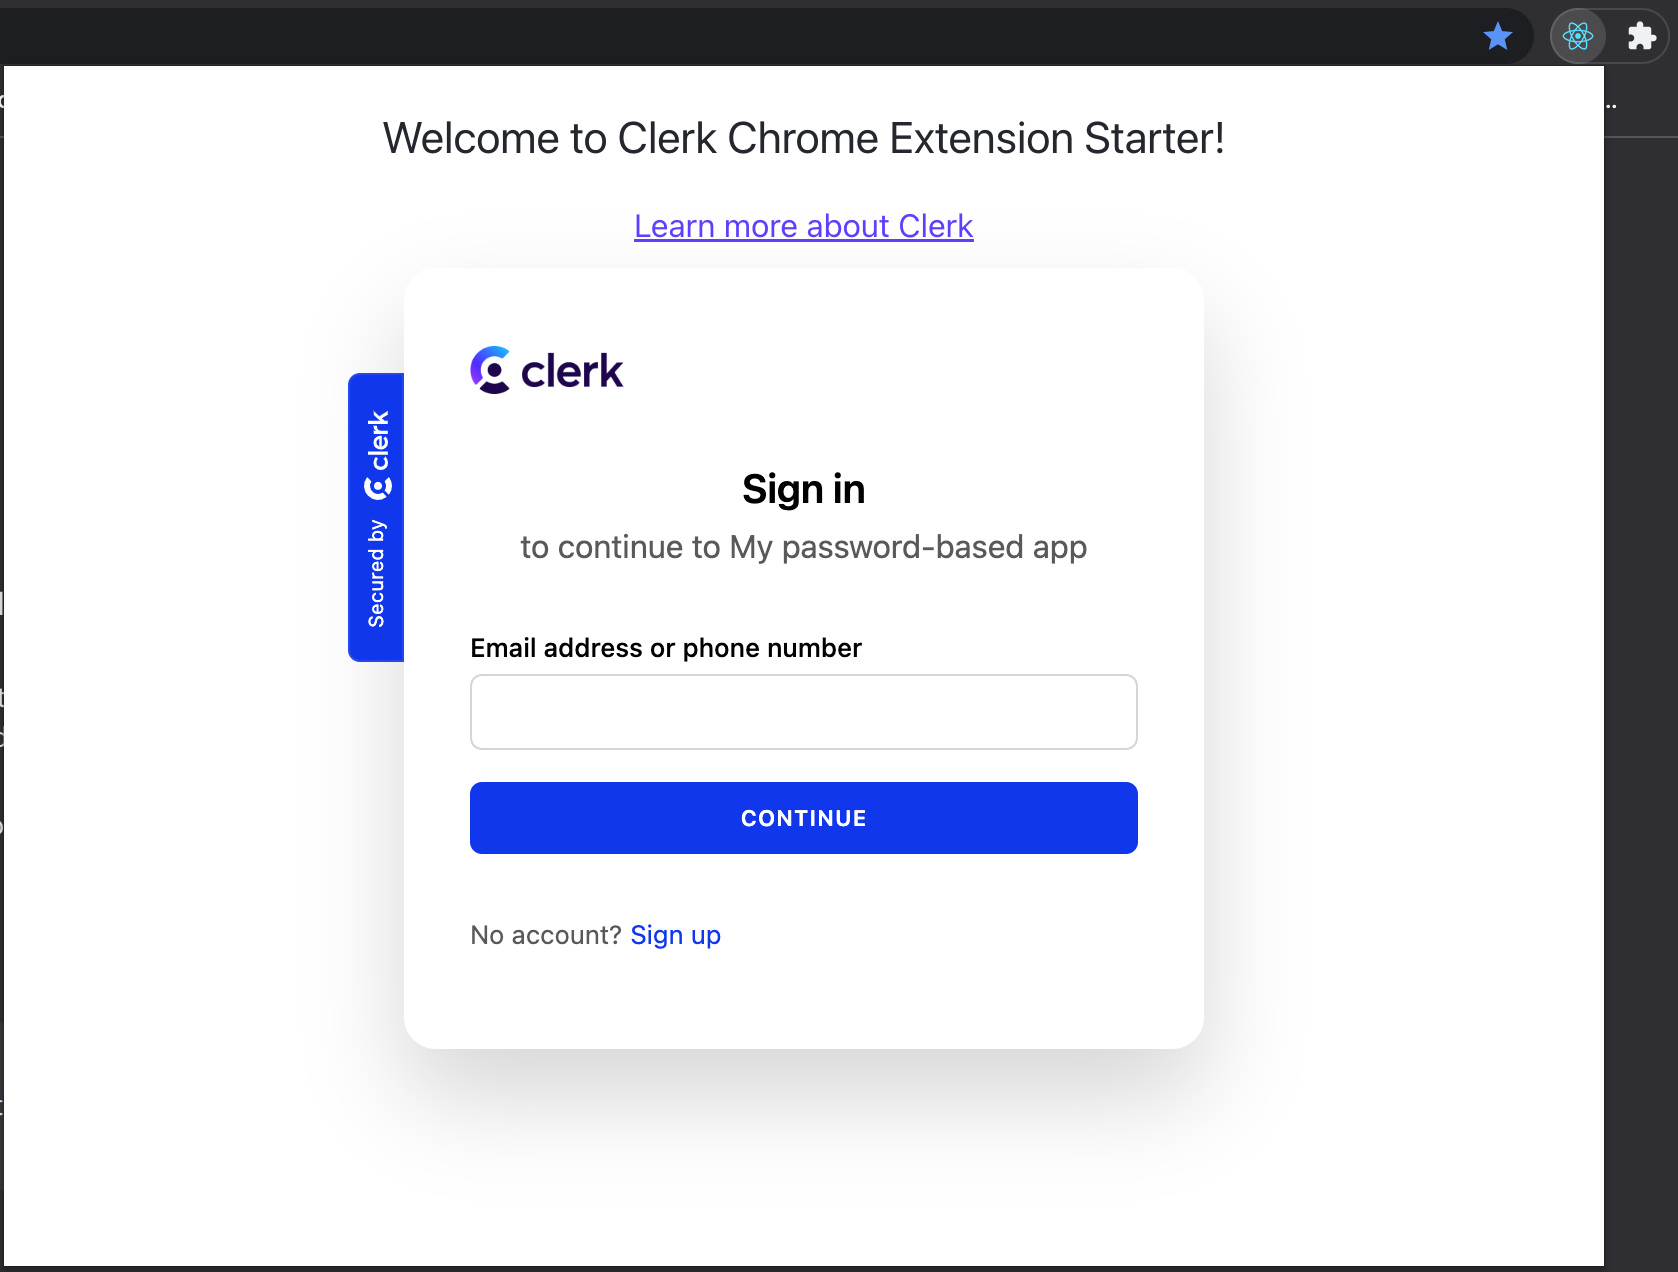 Welcome to Clerk Chrome Extension Starter!
Learn more about Clerk
clerk
Secured by clerk
Sign in
to continue to My password-based app
Email address or phone number
CONTINUE
No account? Sign up